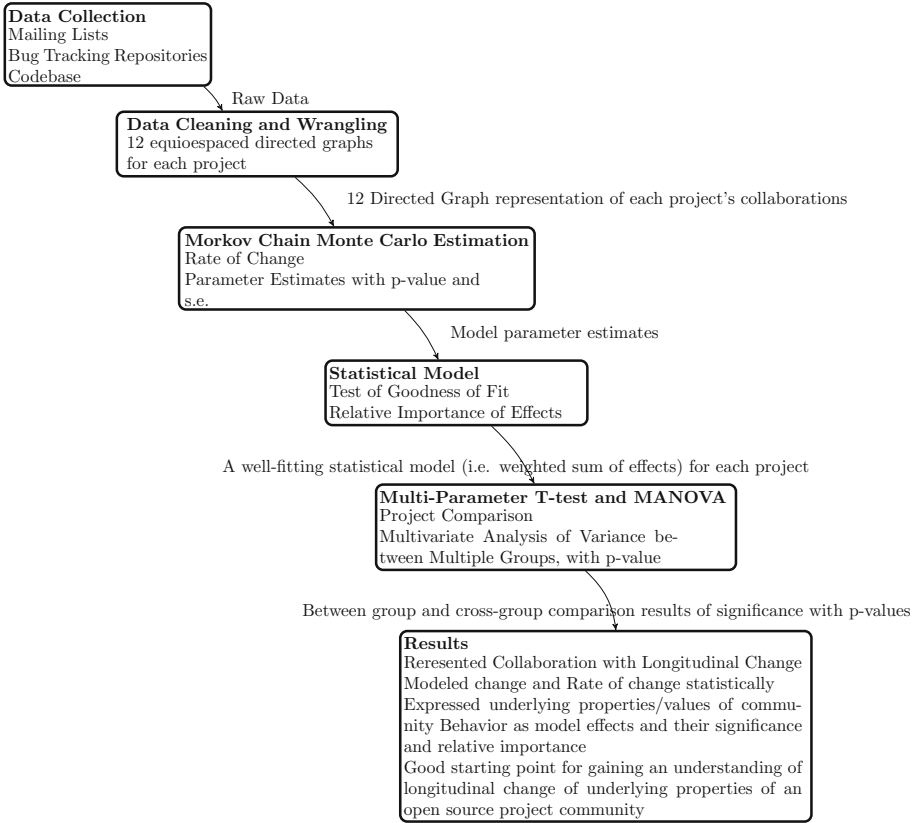 Data Collection
Mailing Lists
Bug Tracking Repositories
Codebase
Raw Data
Data Cleaning and Wrangling
12 equioespaced directed graphs
for each project
12 Directed Graph representation of each project's collaborations
Morkov Chain Monte Carlo Estimation
Rate of Change
Parameter Estimates with p-value and
s.e.
Model parameter estimates
Statistical Model
Test of Goodness of Fit
Relative Importance of Effects
A well-fitting statistical model (i.e. weighted sum of effects) for each project
Multi-Parameter T-test and MANOVA
Project Comparison
Multivariate Analysis of Variance be-
tween Multiple Groups, with p-value
Between group and cross-group comparison results of significance with p-values
Results
Reresented Collaboration with Longitudinal Change
Modeled change and Rate of change statistically
Expressed underlying properties/values of commu-
nity Behavior as model effects and their significance
and relative importance
Good starting point for gaining an understanding of
longitudinal change of underlying properties of an
open source project community